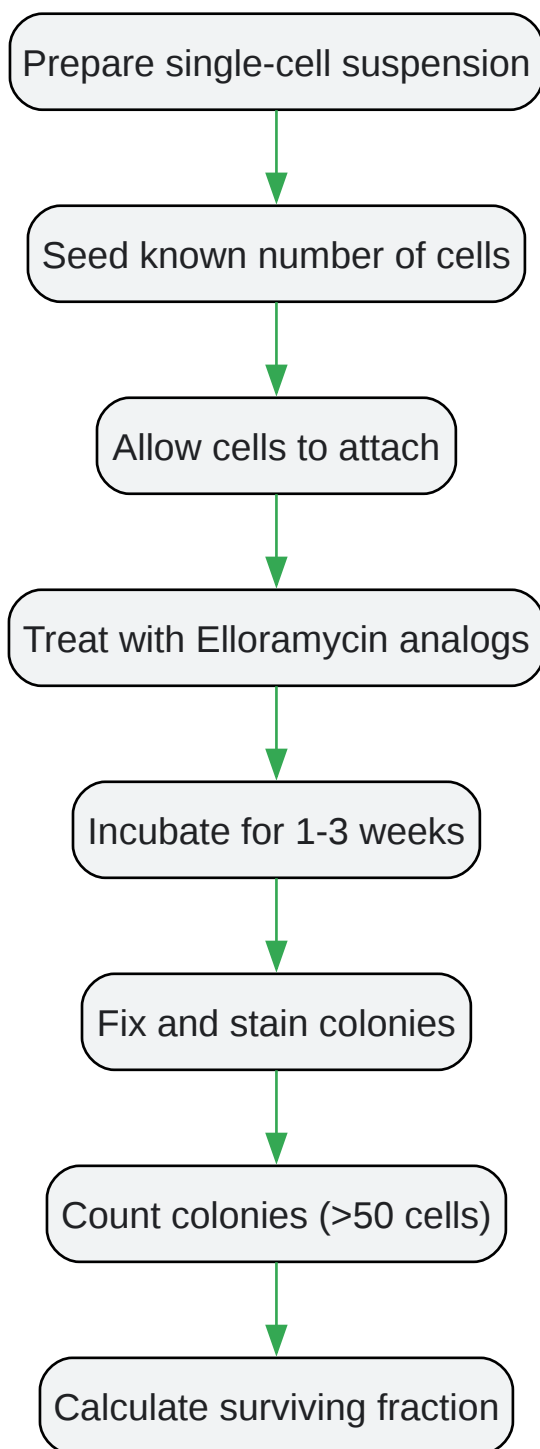 Prepare single-cell suspension
Seed known number of cells
Allow cells to attach
Treat with Elloramycin analogs
Incubate for 1-3 weeks
Fix and stain colonies
Count colonies (>50 cells)
Calculate surviving fraction